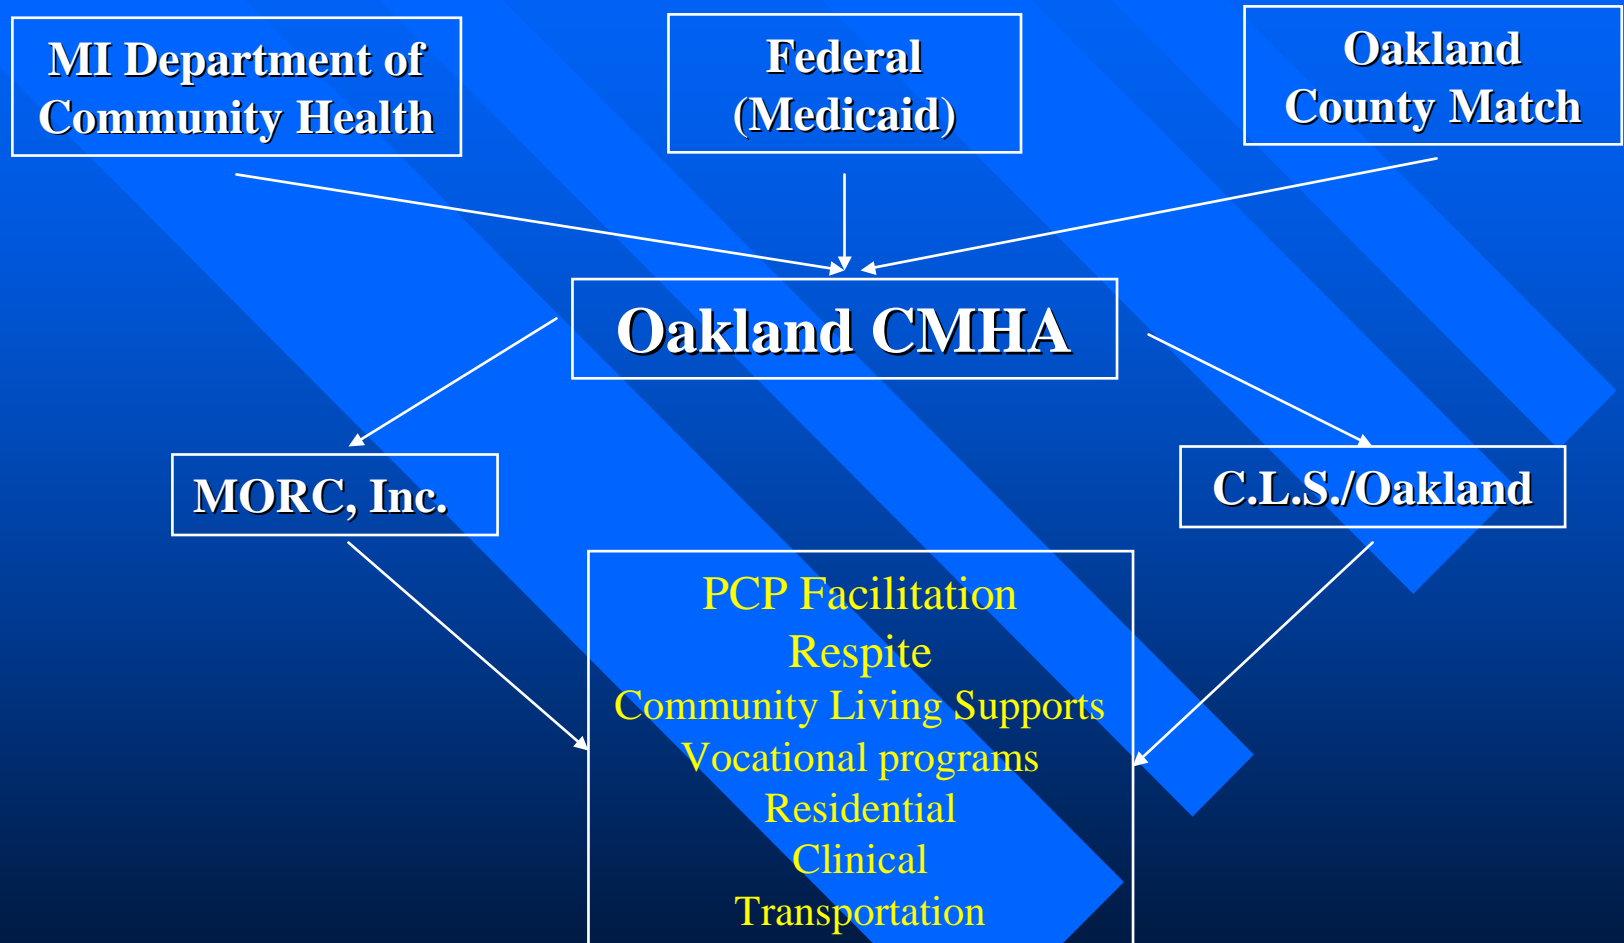 MI Department of
Community Health
Federal
(Medicaid)
Oakland
County Match
Oakland CMHA
MORC, Inc.
C.L.S./Oakland
PCP Facilitation
Respite
Community Living Supports
Vocational programs
Residential
Clinical
Transportation